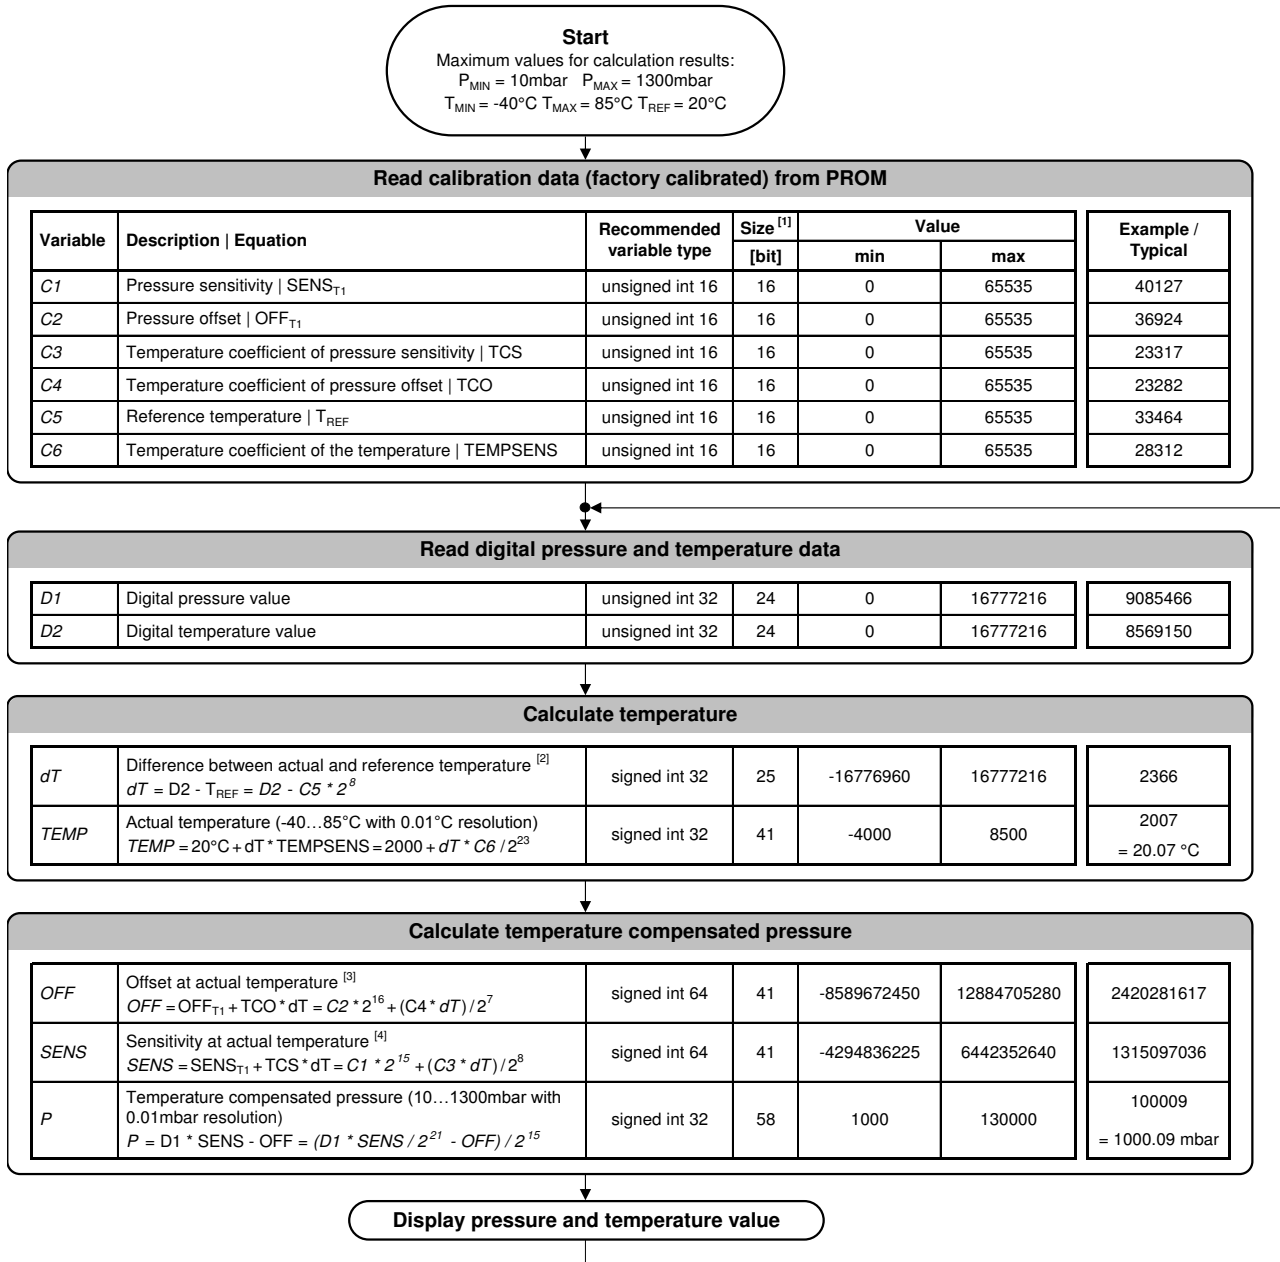 Start
Maximum values for calculation results:
P_MIN = 10mbar P_MAX = 1300mbar
T_MIN = -40°C T_MAX = 85°C T_REF = 20°C
Read calibration data (factory calibrated) from PROM
Variable | Description | Equation | Recommended variable type | Size [1] [bit] | Value min | max | Example / Typical
C1 Pressure sensitivity | SENS_T1 unsigned int 16 16 0 65535 40127
C2 Pressure offset | OFF_T1 unsigned int 16 16 0 65535 36924
C3 Temperature coefficient of pressure sensitivity | TCS unsigned int 16 16 0 65535 23317
C4 Temperature coefficient of pressure offset | TCO unsigned int 16 16 0 65535 23282
C5 Reference temperature | T_REF unsigned int 16 16 0 65535 33464
C6 Temperature coefficient of the temperature | TEMPSENS unsigned int 16 16 0 65535 28312
Read digital pressure and temperature data
D1 Digital pressure value unsigned int 32 24 0 16777216 9085466
D2 Digital temperature value unsigned int 32 24 0 16777216 8569150
Calculate temperature
dT Difference between actual and reference temperature [2]
dT = D2 - T_REF = D2 - C5 * 2^8
signed int 32 25 -16776960 16777216 2366
TEMP Actual temperature (-40…85°C with 0.01°C resolution)
TEMP = 20°C + dT * TEMPSENS = 2000 + dT * C6 / 2^23
signed int 32 41 -4000 8500 2007
= 20.07 °C
Calculate temperature compensated pressure
OFF Offset at actual temperature [3]
OFF = OFF_T1 + TCO * dT = C2 * 2^16 + (C4 * dT) / 2^7
signed int 64 41 -8589672450 12884705280 2420281617
SENS Sensitivity at actual temperature [4]
SENS = SENS_T1 + TCS * dT = C1 * 2^15 + (C3 * dT) / 2^8
signed int 64 41 -4294836225 6442352640 1315097036
P Temperature compensated pressure (10…1300mbar with
0.01mbar resolution)
P = D1 * SENS - OFF = (D1 * SENS / 2^21 - OFF) / 2^15
signed int 32 58 1000 130000 100009
= 1000.09 mbar
Display pressure and temperature value